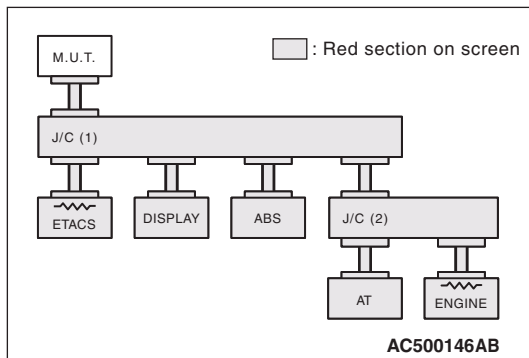 M.U.T.
: Red section on screen
J/C (1)
ETACS
DISPLAY
ABS
J/C (2)
AT
ENGINE
AC500146AB